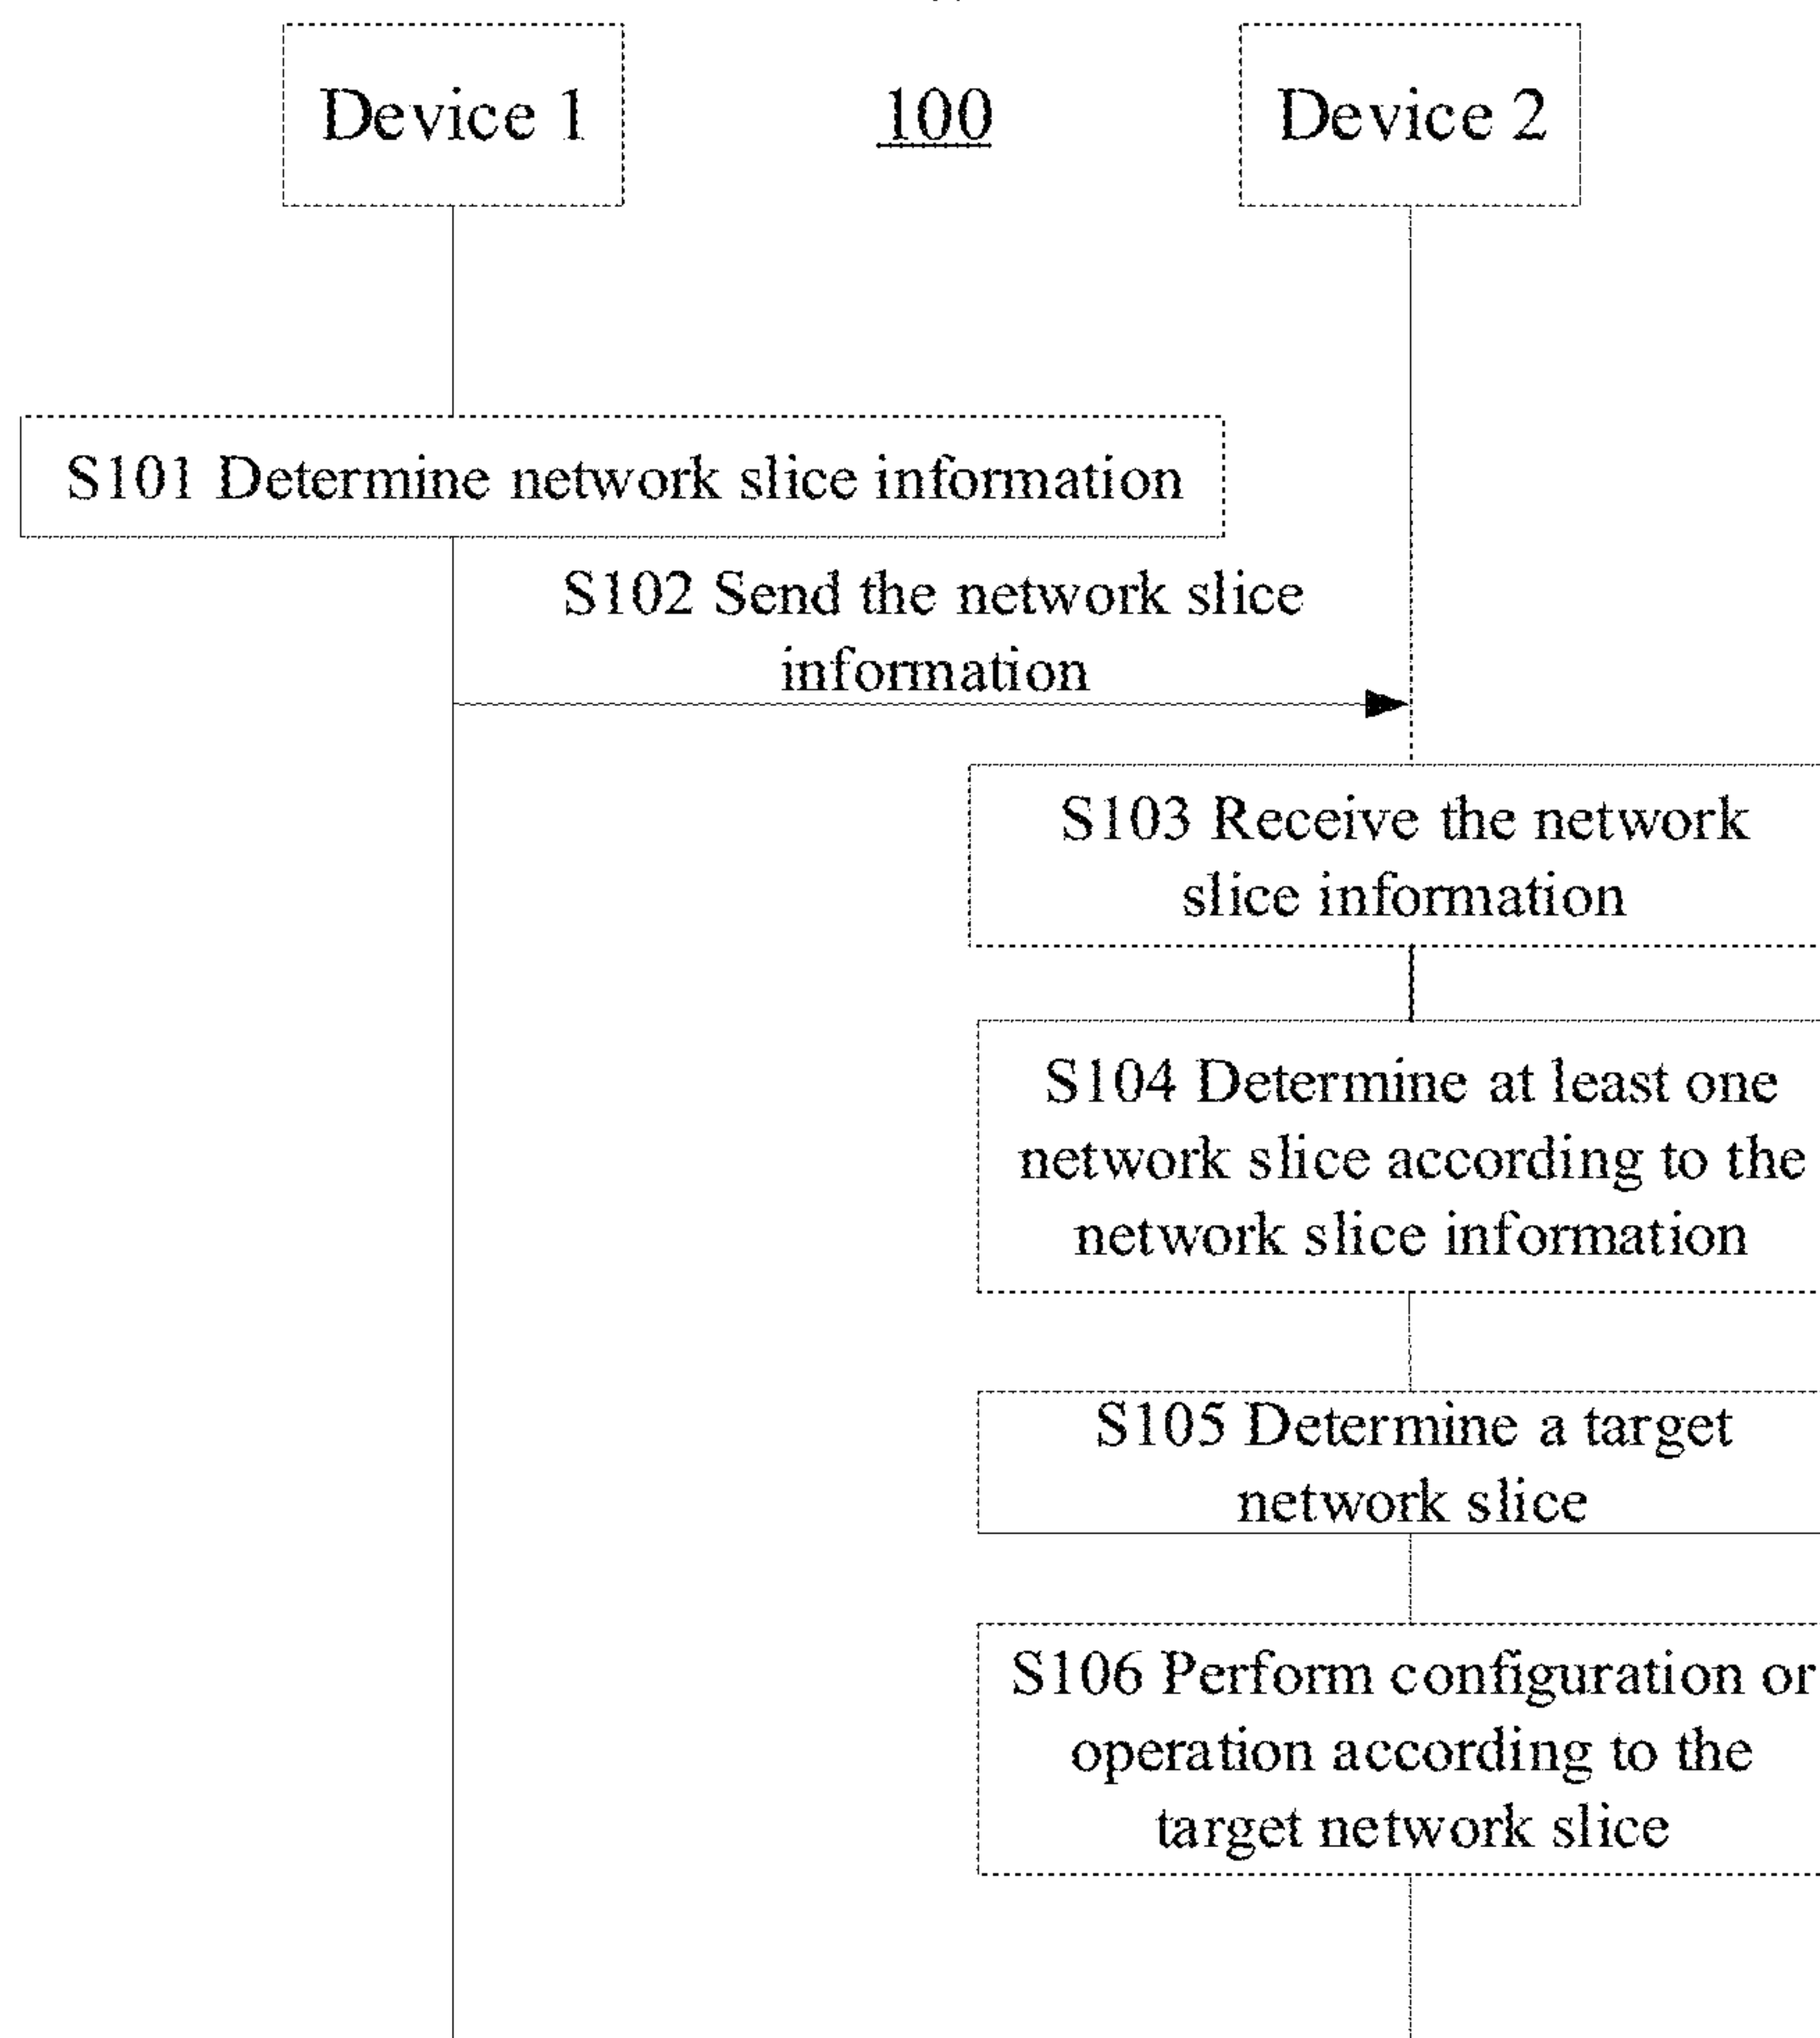 Device 1
100
Device 2
S101 Determine network slice information
S102 Send the network slice
information
S103 Receive the network
slice information
S104 Determine at least one
network slice according to the
network slice information
S105 Determine a target
network slice
S106 Perform configuration or
operation according to the
target network slice